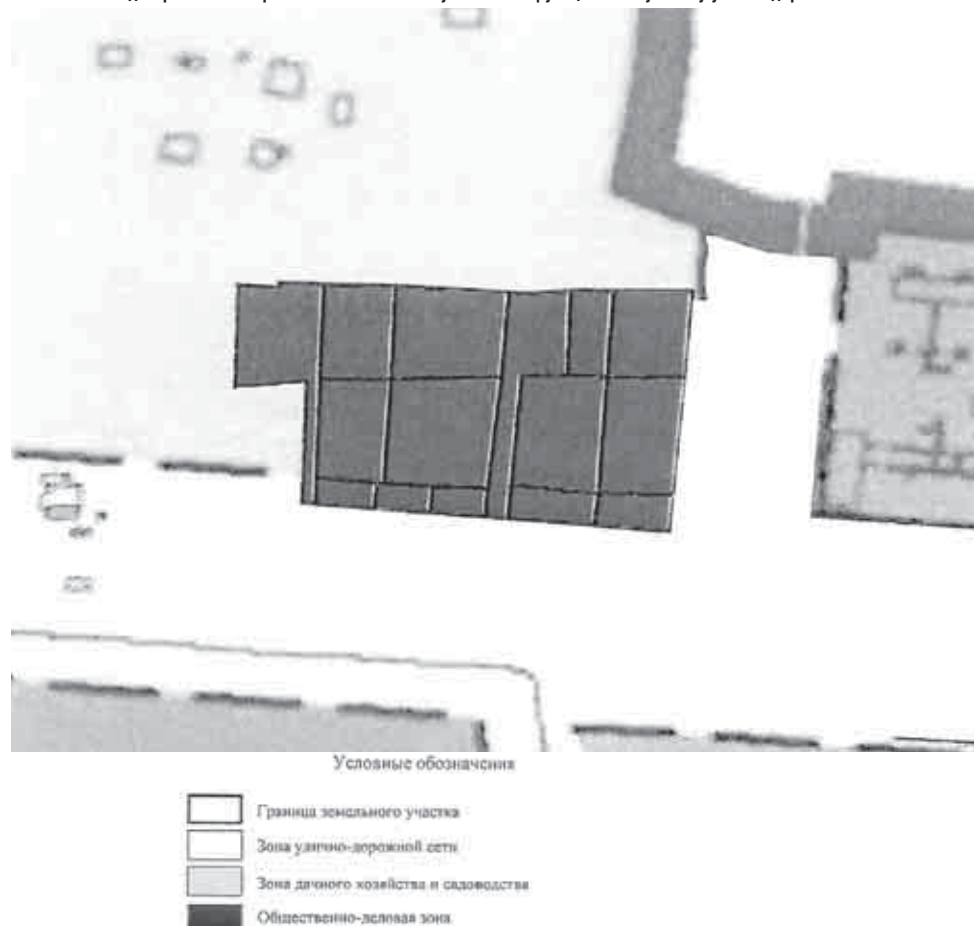 Условные обозначения
Граница земельного участка
Зона улично-дорожной сети
Зона дачного хозяйства и садоводства
Общественно-деловая зона